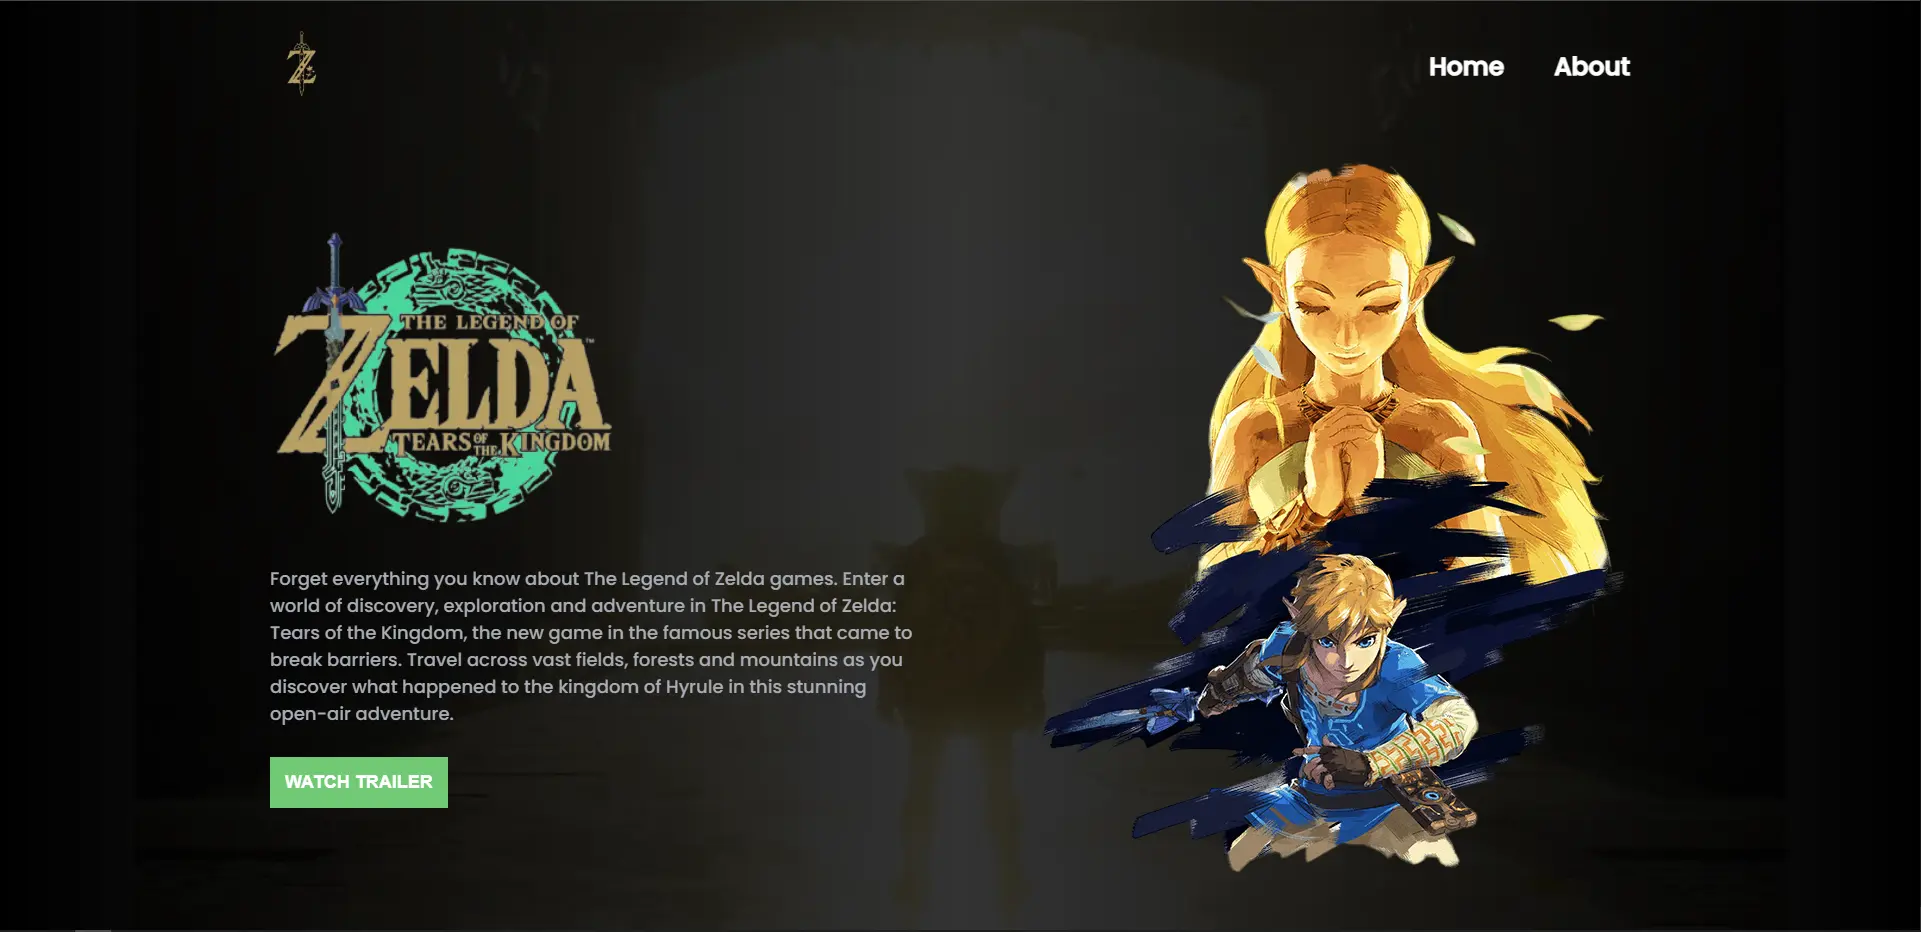 Z
Home
About
THE LEGEND OF
ZELDA™
TEARS OF THE KINGDOM
Forget everything you know about The Legend of Zelda games. Enter a
world of discovery, exploration and adventure in The Legend of Zelda:
Tears of the Kingdom, the new game in the famous series that came to
break barriers. Travel across vast fields, forests and mountains as you
discover what happened to the kingdom of Hyrule in this stunning
open-air adventure.
WATCH TRAILER